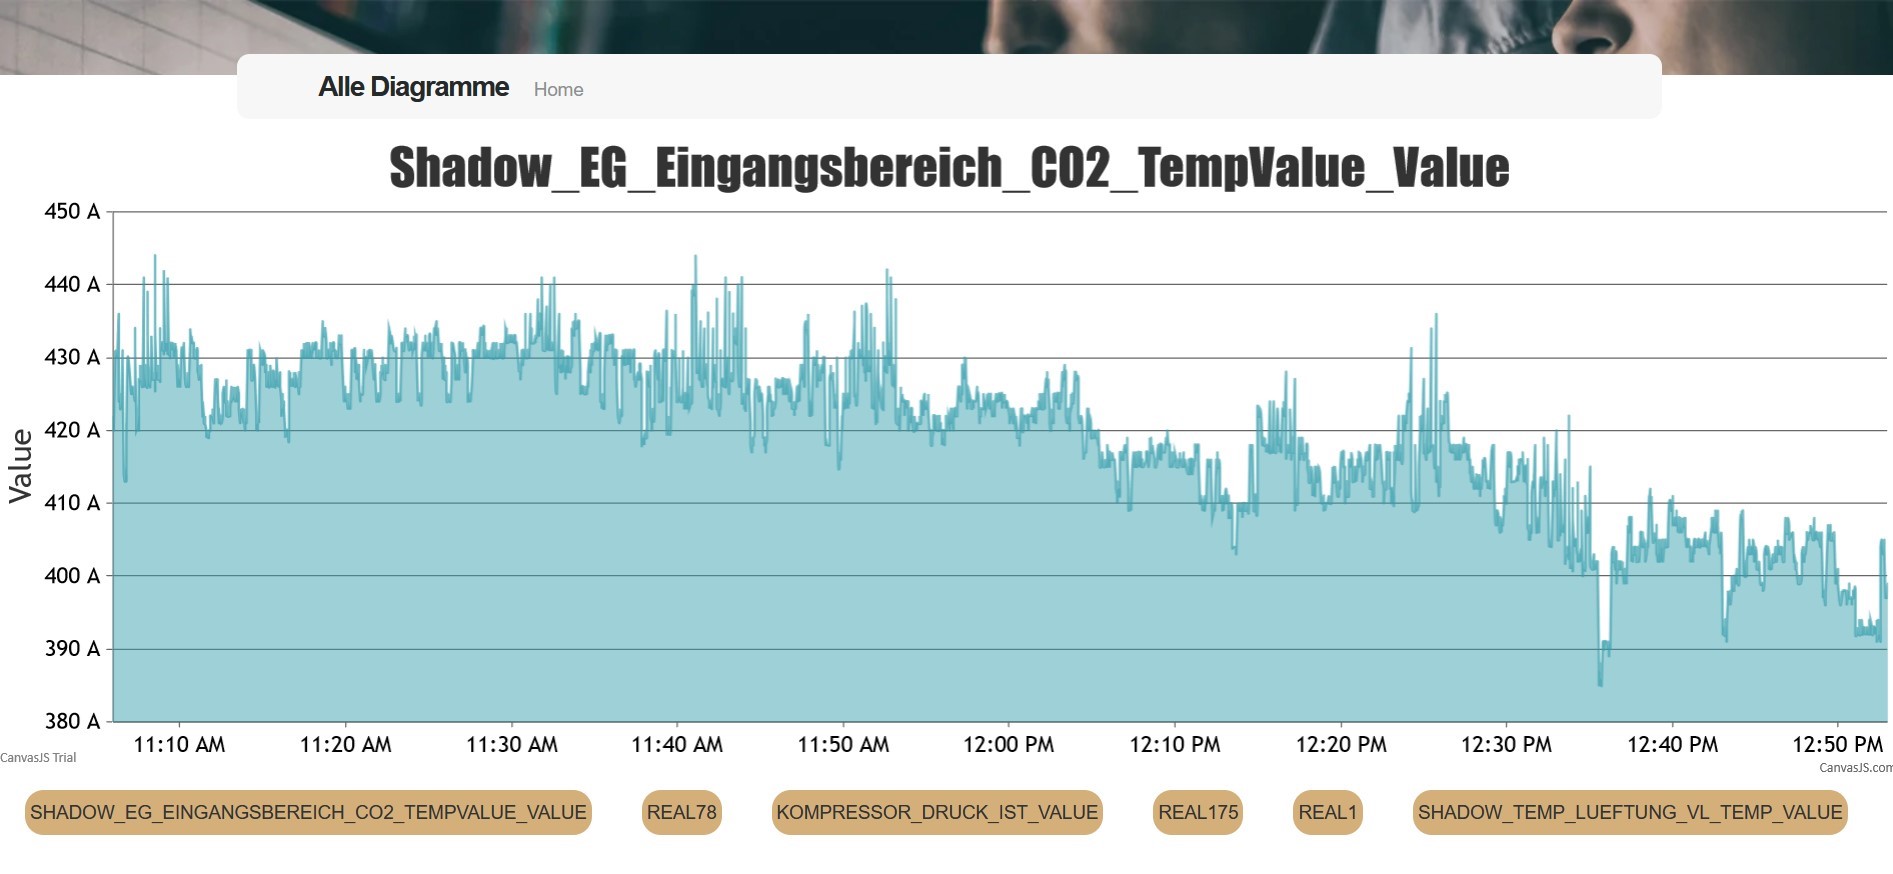 Alle Diagramme Home
Shadow_EG_Eingangsbereich_CO2_TempValue_Value
Value
450 A
440 A
430 A
420 A
410 A
400 A
390 A
380 A
11:10 AM 11:20 AM 11:30 AM 11:40 AM 11:50 AM 12:00 PM 12:10 PM 12:20 PM 12:30 PM 12:40 PM 12:50 PM
CanvasJS Trial
CanvasJS.com
SHADOW_EG_EINGANGSBEREICH_CO2_TEMPVALUE_VALUE REAL78 KOMPRESSOR_DRUCK_IST_VALUE REAL175 REAL1 SHADOW_TEMP_LUEFTUNG_VL_TEMP_VALUE